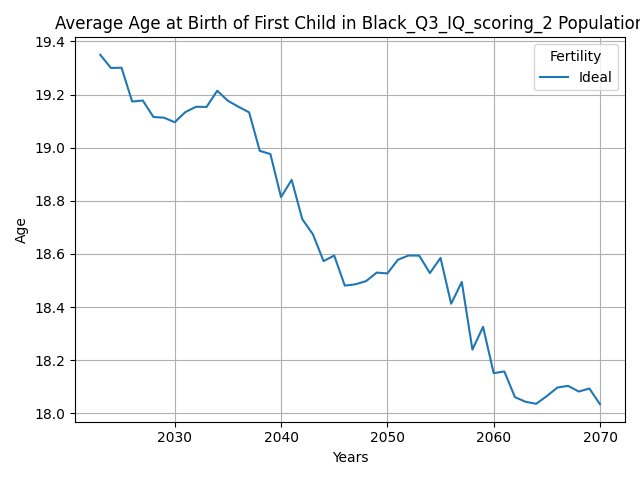 Average Age at Birth of First Child in Black_Q3_IQ_scoring_2 Population
19.4
19.2
19.0
18.8
18.6
18.4
18.2
18.0
Age
Fertility
Ideal
2030
2040
2050
2060
2070
Years